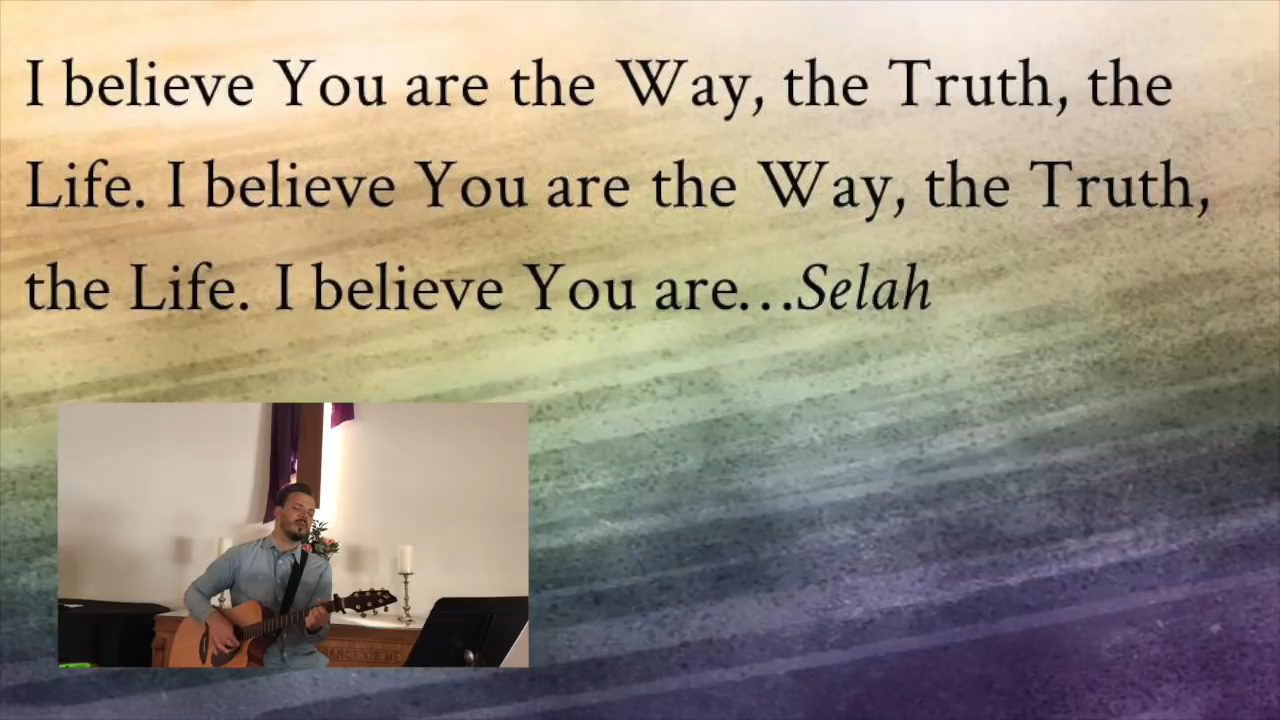 I believe You are the Way, the Truth, the
Life. I believe You are the Way, the Truth,
the Life. I believe You are…Selah